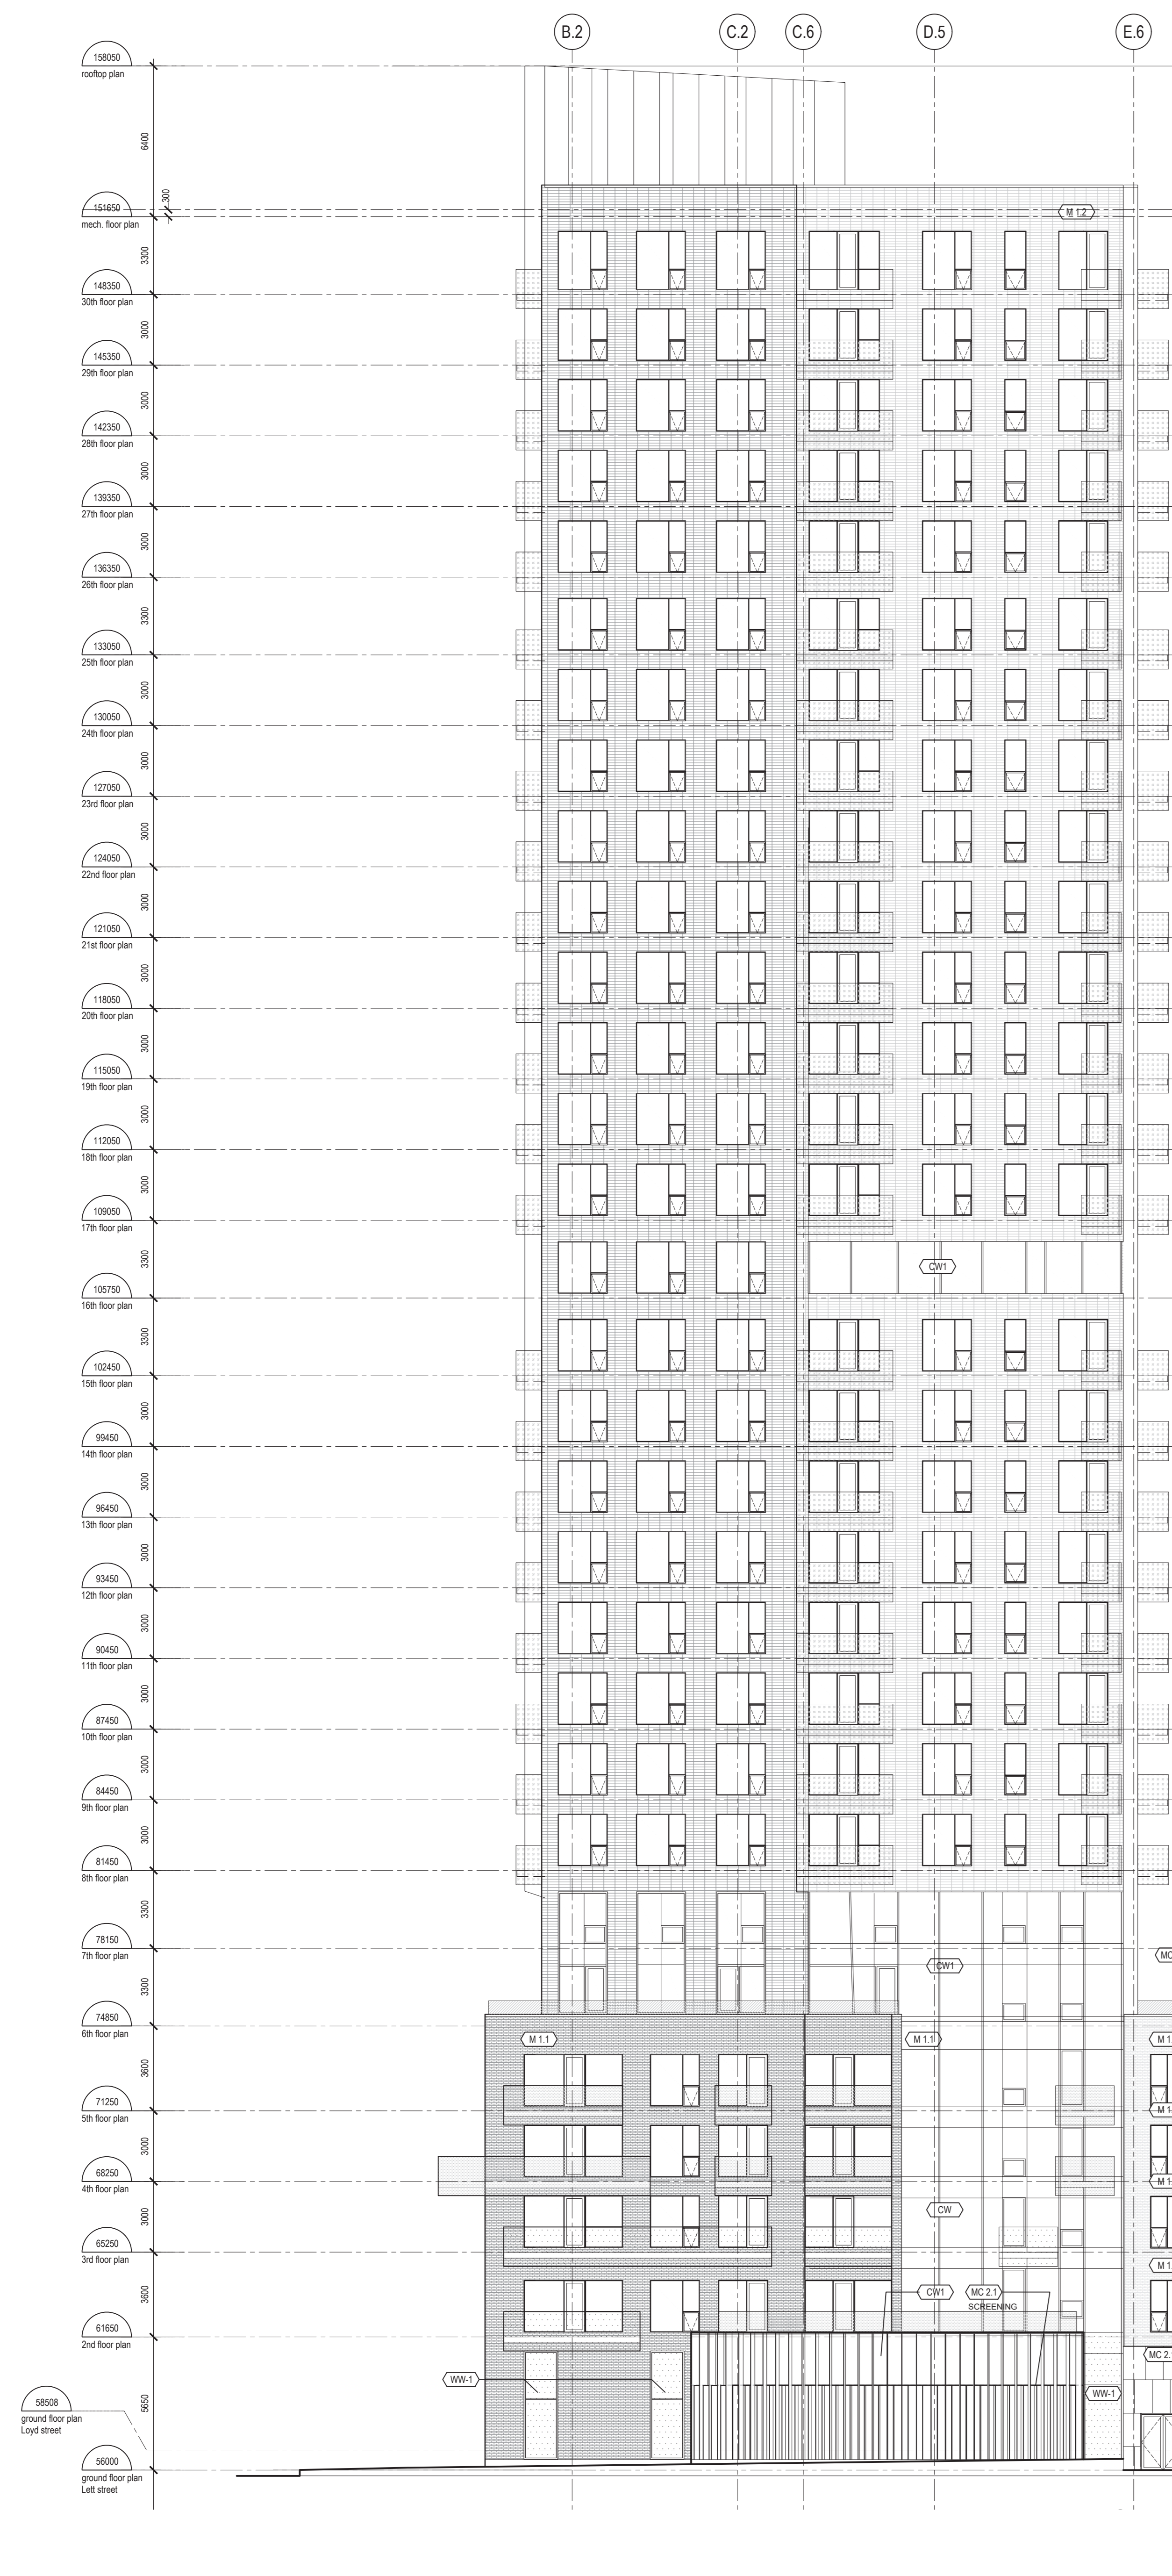 B.2 C.2 C.6 D.5 E.6
158050
rooftop plan
6400
300
151650
mech. floor plan
M 1.2
3300
148350
30th floor plan
3000
145350
29th floor plan
3000
142350
28th floor plan
3000
139350
27th floor plan
3000
136350
26th floor plan
3300
133050
25th floor plan
3000
130050
24th floor plan
3000
127050
23rd floor plan
3000
124050
22nd floor plan
3000
121050
21st floor plan
3000
118050
20th floor plan
3000
115050
19th floor plan
3000
112050
18th floor plan
3000
109050
17th floor plan
3300
CW1
105750
16th floor plan
3300
102450
15th floor plan
3000
99450
14th floor plan
3000
96450
13th floor plan
3000
93450
12th floor plan
3000
90450
11th floor plan
3000
87450
10th floor plan
3000
84450
9th floor plan
3000
81450
8th floor plan
3300
78150
7th floor plan
MC
CW1
3300
74850
6th floor plan
M 1.1 M 1.1 M 1.
3600
71250
5th floor plan
M 1.
3000
68250
4th floor plan
M 1.
CW
3000
65250
3rd floor plan
M 1.
3600
CW1 MC 2.1
SCREENING
61650
2nd floor plan
MC 2.
WW-1 WW-1
5650
58508
ground floor plan
Loyd street
56000
ground floor plan
Lett street